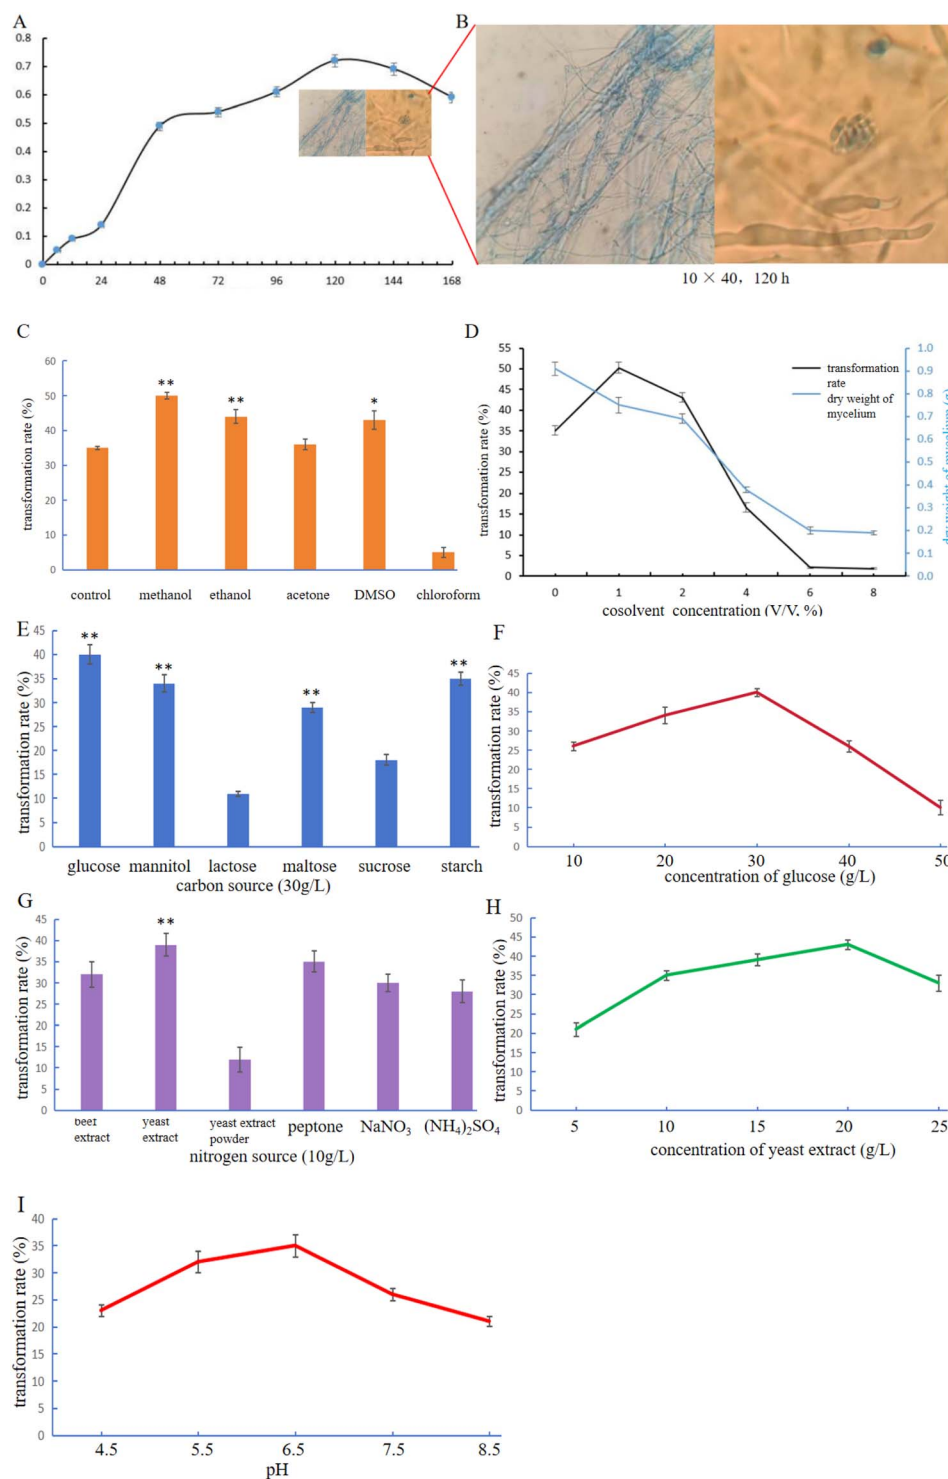 A
B
0.8
0.7
0.6
0.5
0.4
0.3
0.2
0.1
0
0 24 48 72 96 120 144 168
10 × 40, 120 h
C
transformation rate (%)
60
50
40
30
20
10
0
** ** *
control methanol ethanol acetone DMSO chloroform
D
transformation rate (%)
55
50
45
40
35
30
25
20
15
10
5
0
transformation
rate
dry weight of
mycelium
1.0
0.9
0.8
0.7
0.6
0.5
0.4
0.3
0.2
0.1
0.0
dry weight of mycelium (g)
0 1 2 4 6 8
cosolvent concentration (V/V, %)
E
transformation rate (%)
45
40
35
30
25
20
15
10
5
0
** ** ** **
glucose mannitol lactose maltose sucrose starch
carbon source (30g/L)
F
transformation rate (%)
45
40
35
30
25
20
15
10
5
0
10 20 30 40 50
concentration of glucose (g/L)
G
transformation rate (%)
45
40
35
30
25
20
15
10
5
0
**
beer
extract
yeast
extract
yeast extract
powder
peptone NaNO3 (NH4)2SO4
nitrogen source (10g/L)
H
transformation rate (%)
50
45
40
35
30
25
20
15
10
5
0
5 10 15 20 25
concentration of yeast extract (g/L)
I
transformation rate (%)
40
35
30
25
20
15
10
5
0
4.5 5.5 6.5 7.5 8.5
pH